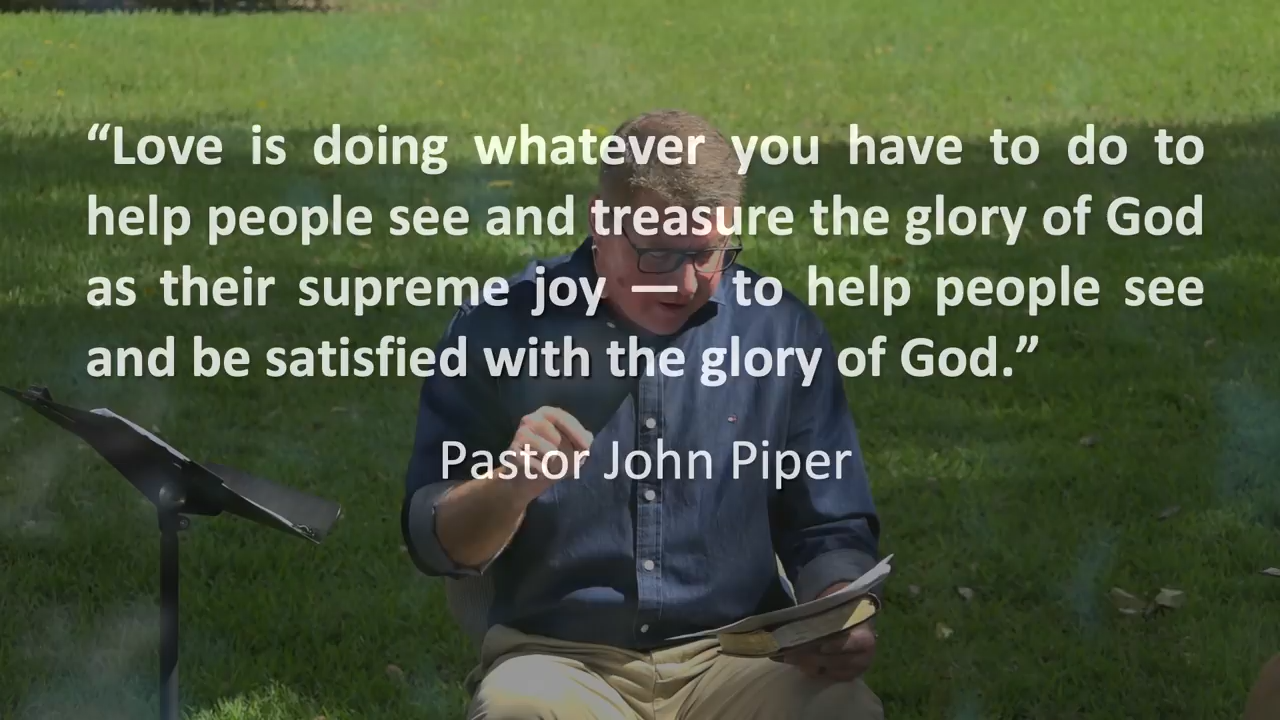 “Love is doing whatever you have to do to
help people see and treasure the glory of God
as their supreme joy — to help people see
and be satisfied with the glory of God.”
Pastor John Piper